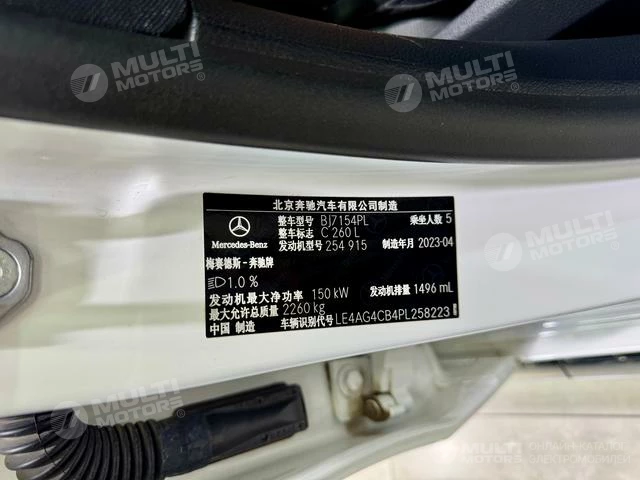 MULTI
MOTORS
MULTI
MOTORS
北京奔驰汽车有限公司制造
Mercedes-Benz
整车型号 BJ7154PL 乘坐人数 5
整车标志 C 260 L
发动机型号 254 915 制造年月 2023-04
梅赛德斯-奔驰牌
1.0 %
发动机最大净功率 150 kW 发动机排量 1496 mL
最大允许总质量 2260 kg
中国 制造 车辆识别代号 LE4AG4CB4PL258223
MULTI
MOTORS
MULTI
MOTORS
ОНЛАЙН-КАТАЛОГ
ЭЛЕКТРОМОБИЛЕЙ